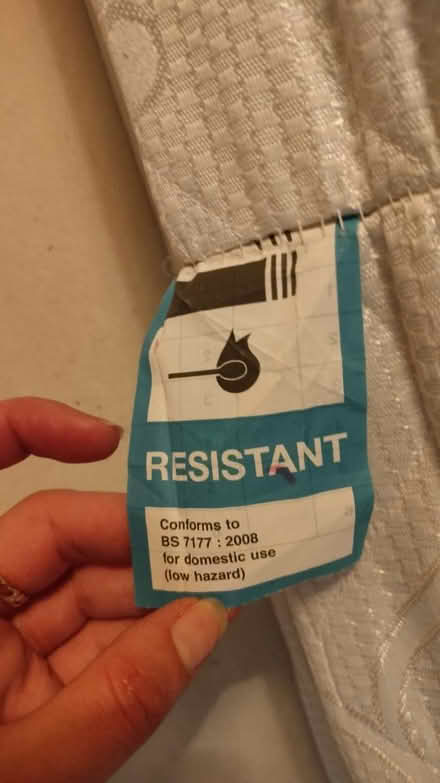 RESISTANT
Conforms to
BS 7177 : 2008
for domestic use
(low hazard)